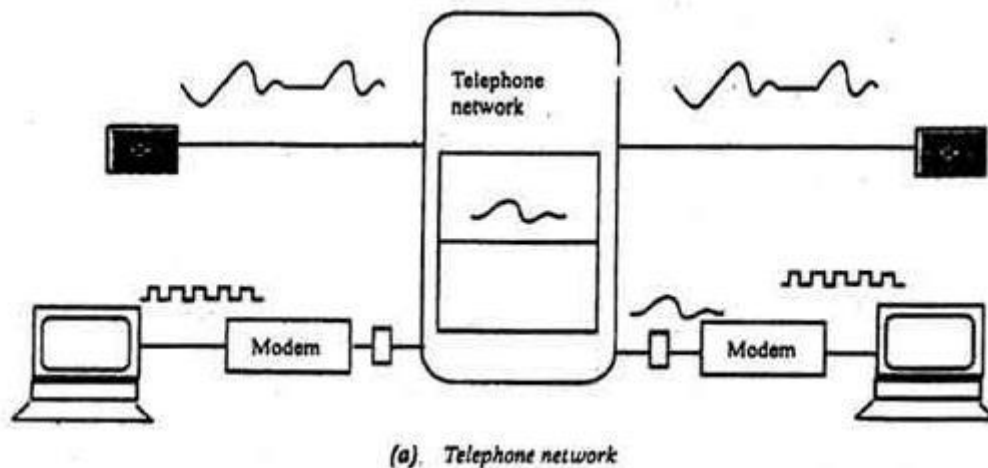 Telephone
network
Modem
Modem
(a). Telephone network